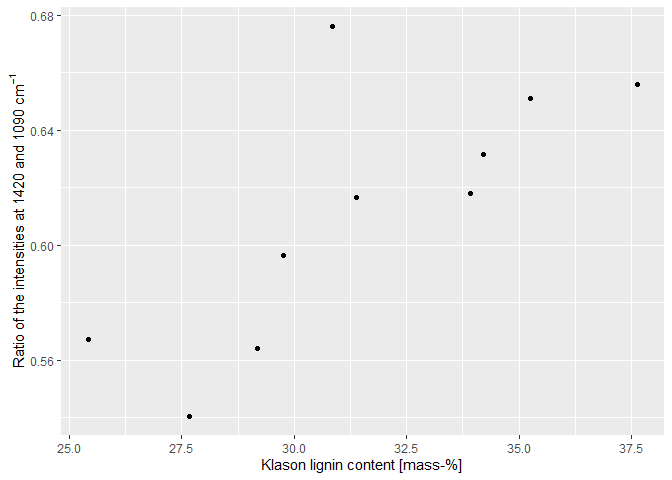 0.68
0.64
0.60
0.56
25.0 27.5 30.0 32.5 35.0 37.5
Klason lignin content [mass-%]
Ratio of the intensities at 1420 and 1090 cm⁻¹